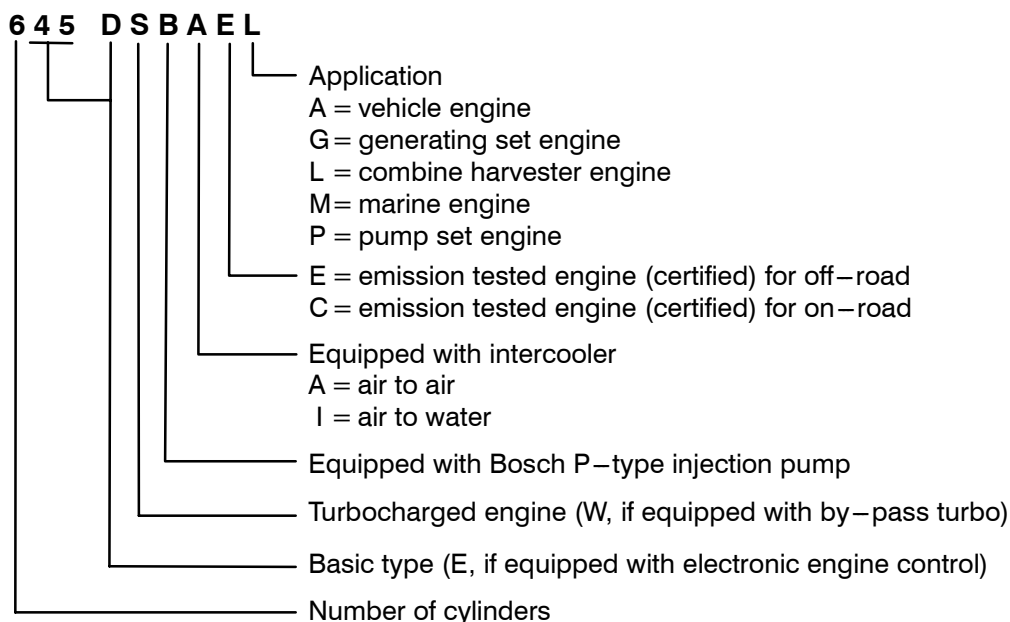 645 DSBAEL
Application
A = vehicle engine
G = generating set engine
L = combine harvester engine
M = marine engine
P = pump set engine
E = emission tested engine (certified) for off–road
C = emission tested engine (certified) for on–road
Equipped with intercooler
A = air to air
I = air to water
Equipped with Bosch P–type injection pump
Turbocharged engine (W, if equipped with by–pass turbo)
Basic type (E, if equipped with electronic engine control)
Number of cylinders